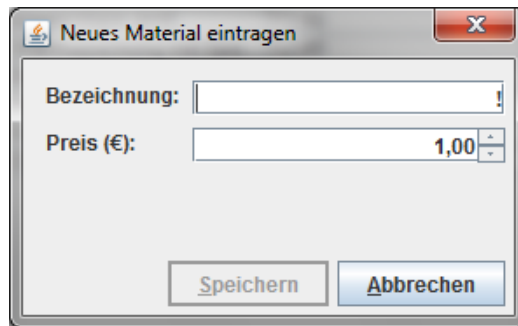 Neues Material eintragen
Bezeichnung: !
Preis (€): 1,00
Speichern Abbrechen